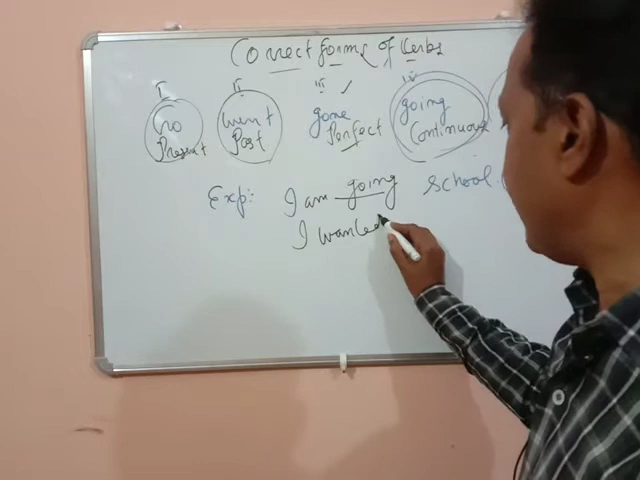 Correct forms of Verbs
I II III IV
Go went gone going
Present Past Perfect Continuous
Exp: I am going School.
I wanted